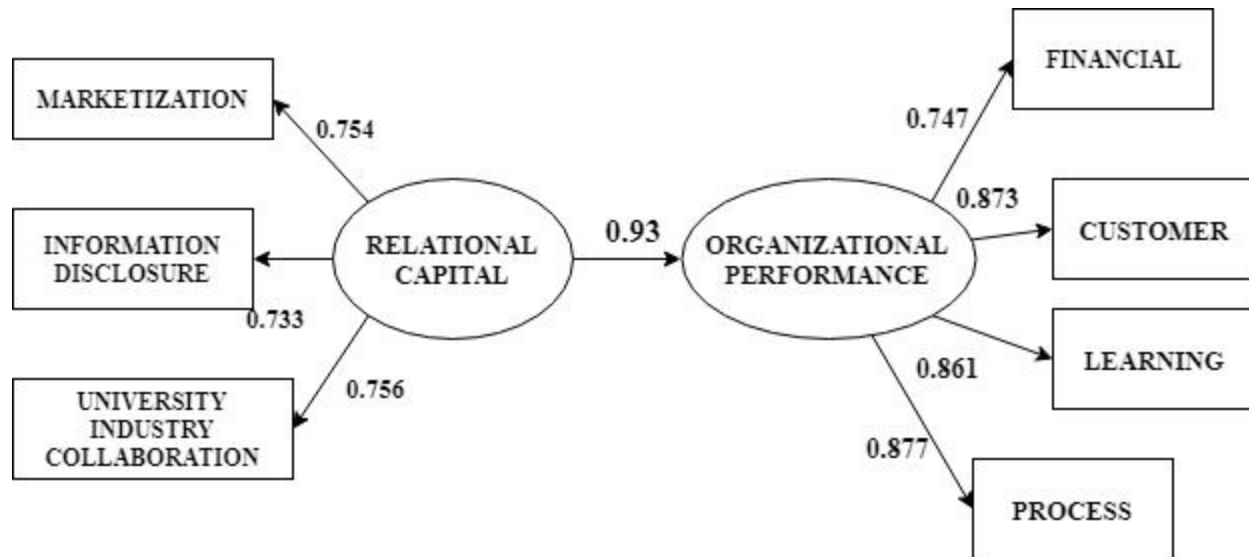 MARKETIZATION
0.754
INFORMATION
DISCLOSURE
0.733
UNIVERSITY
INDUSTRY
COLLABORATION
0.756
RELATIONAL
CAPITAL
0.93
ORGANIZATIONAL
PERFORMANCE
0.747
FINANCIAL
0.873
CUSTOMER
0.861
LEARNING
0.877
PROCESS